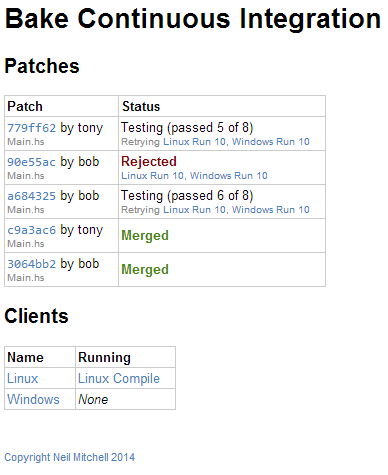 Bake Continuous Integration
Patches
Patch Status
779ff62 by tony Testing (passed 5 of 8)
Main.hs Retrying Linux Run 10, Windows Run 10
90e55ac by bob Rejected
Main.hs Linux Run 10, Windows Run 10
a684325 by bob Testing (passed 6 of 8)
Main.hs Retrying Linux Run 10, Windows Run 10
c9a3ac6 by tony Merged
Main.hs
3064bb2 by bob Merged
Main.hs
Clients
Name Running
Linux Linux Compile
Windows None
Copyright Neil Mitchell 2014